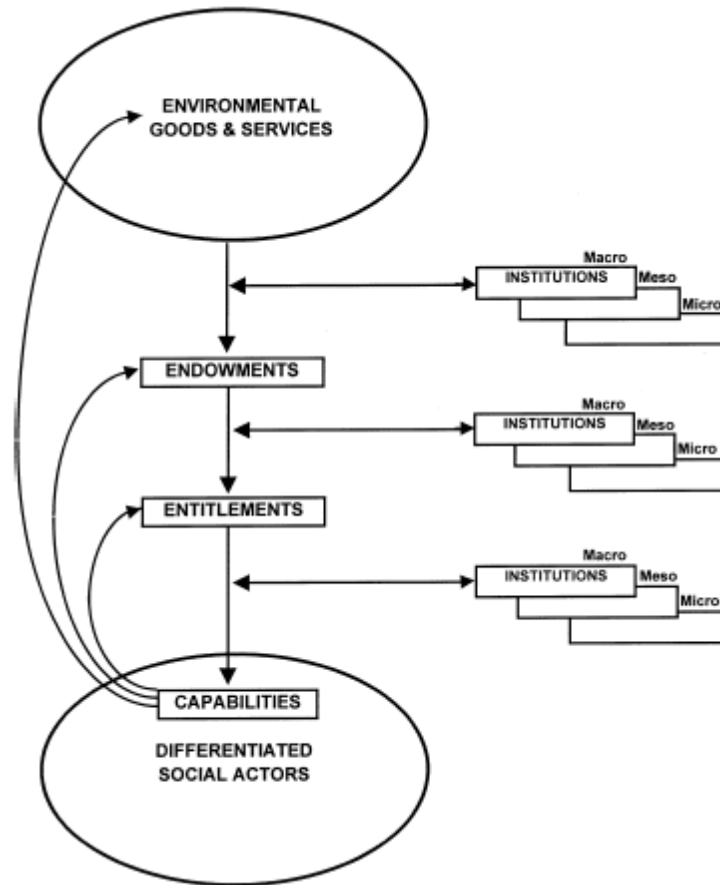 ENVIRONMENTAL
GOODS & SERVICES
Macro
INSTITUTIONS
Meso
Micro
ENDOWMENTS
Macro
INSTITUTIONS
Meso
Micro
ENTITLEMENTS
Macro
INSTITUTIONS
Meso
Micro
CAPABILITIES
DIFFERENTIATED
SOCIAL ACTORS